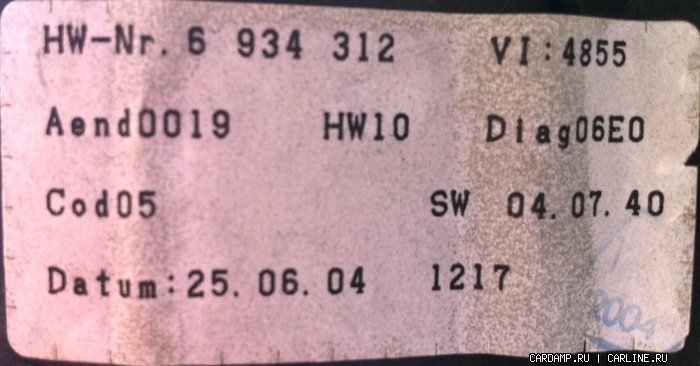 HW-Nr. 6 934 312 VI:4855
Aend0019 HW10 Diag06E0
Cod05 SW 04.07.40
Datum:25.06.04 1217
2004
CARDAMP.RU | CARLINE.RU